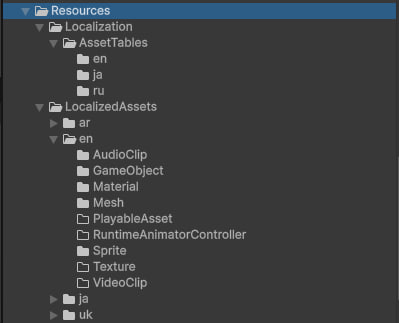 Resources
Localization
AssetTables
en
ja
ru
LocalizedAssets
ar
en
AudioClip
GameObject
Material
Mesh
PlayableAsset
RuntimeAnimatorController
Sprite
Texture
VideoClip
ja
uk